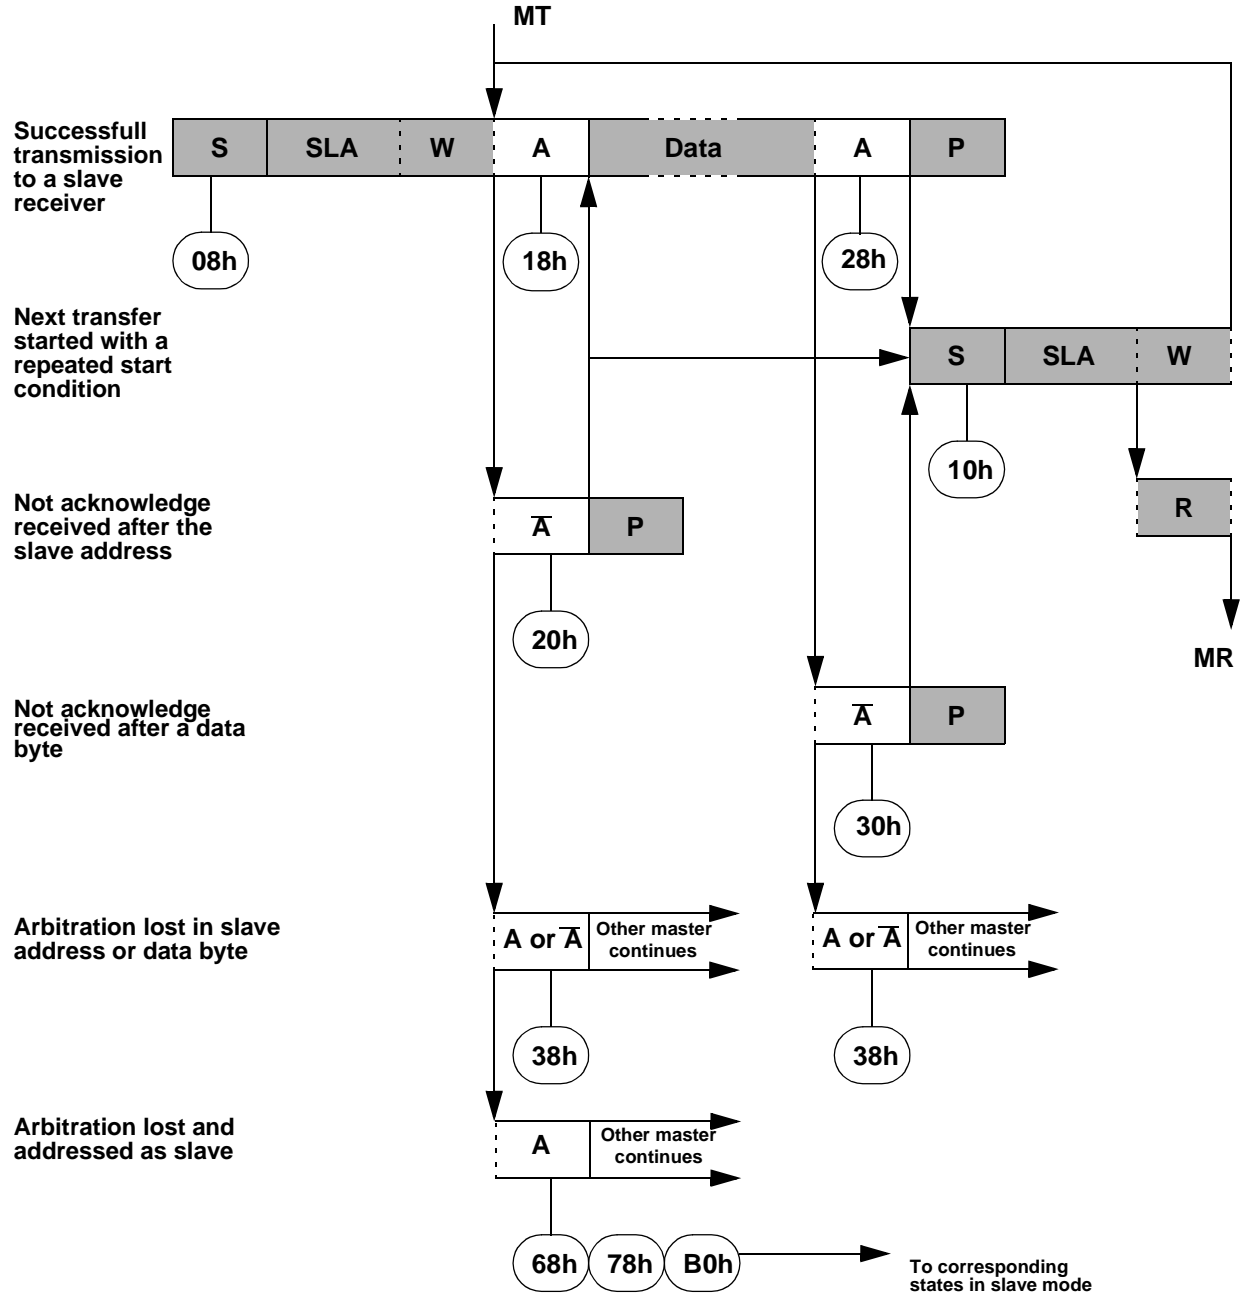 MT
Successfull
transmission
to a slave
receiver
S SLA W A Data A P
08h 18h 28h
Next transfer
started with a
repeated start
condition
S SLA W
10h
Not acknowledge
received after the
slave address
A̅ P
R
20h
MR
Not acknowledge
received after a data
byte
A̅ P
30h
Arbitration lost in slave
address or data byte
A or A̅
Other master
continues
A or A̅
Other master
continues
38h 38h
Arbitration lost and
addressed as slave
A
Other master
continues
68h 78h B0h
To corresponding
states in slave mode